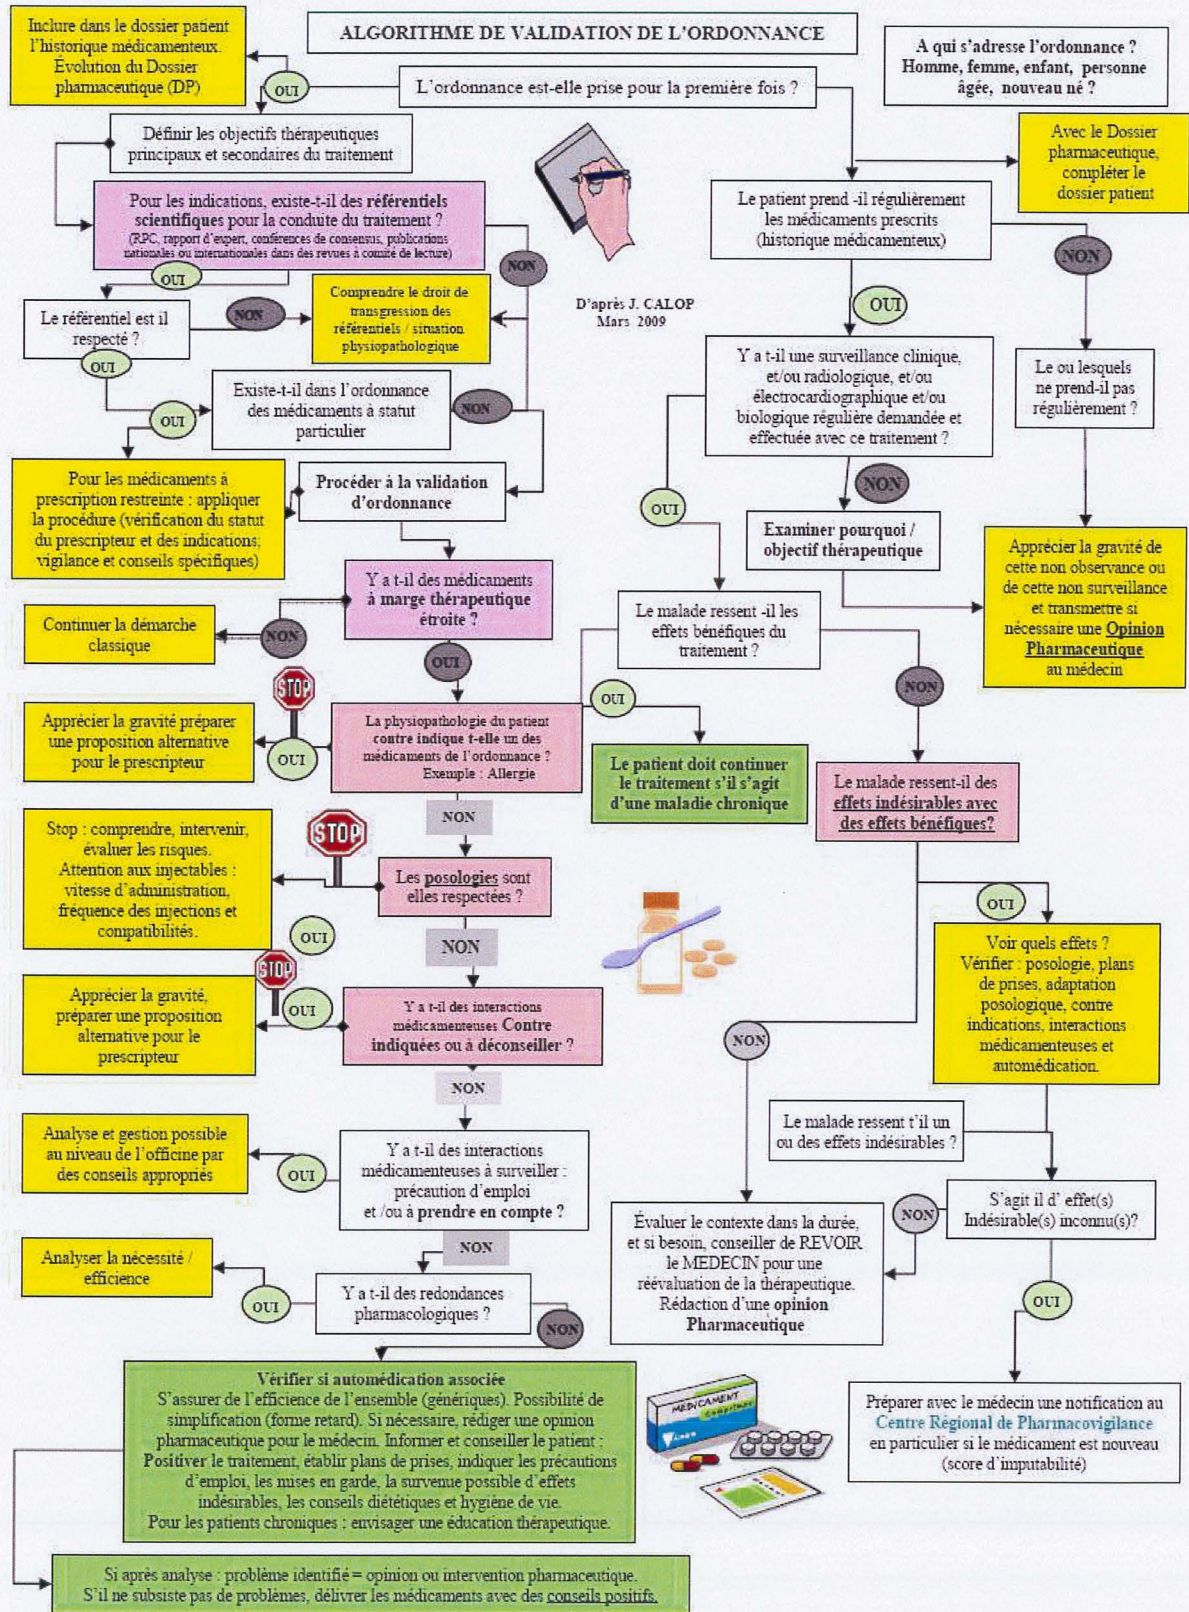 ALGORITHME DE VALIDATION DE L'ORDONNANCE
Inclure dans le dossier patient
l'historique médicamenteux.
Évolution du Dossier
pharmaceutique (DP)
OUI
L'ordonnance est-elle prise pour la première fois ?
A qui s'adresse l'ordonnance ?
Homme, femme, enfant, personne
âgée, nouveau né ?
Définir les objectifs thérapeutiques
principaux et secondaires du traitement
Avec le Dossier
pharmaceutique,
compléter le
dossier patient
Pour les indications, existe-t-il des référentiels
scientifiques pour la conduite du traitement ?
(RPC, rapport d'expert, conférences de consensus, publications
nationales ou internationales dans des revues à comité de lecture)
OUI
NON
Le patient prend -il régulièrement
les médicaments prescrits
(historique médicamenteux)
NON
OUI
Le référentiel est il
respecté ?
NON
OUI
Comprendre le droit de
transgression des
référentiels / situation
physiopathologique
D'après J. CALOP
Mars 2009
Existe-t-il dans l'ordonnance
des médicaments à statut
particulier
NON
OUI
Y a t-il une surveillance clinique,
et/ou radiologique, et/ou
électrocardiographique et/ou
biologique régulière demandée et
effectuée avec ce traitement ?
Le ou lesquels
ne prend-il pas
régulièrement ?
Pour les médicaments à
prescription restreinte : appliquer
la procédure (vérification du statut
du prescripteur et des indications;
vigilance et conseils spécifiques)
Procéder à la validation
d'ordonnance
NON
OUI
Examiner pourquoi /
objectif thérapeutique
Apprécier la gravité de
cette non observance ou
de cette non surveillance
et transmettre si
nécessaire une Opinion
Pharmaceutique
au médecin
Y a t-il des médicaments
à marge thérapeutique
étroite ?
Continuer la démarche
classique
NON
OUI
Le malade ressent -il les
effets bénéfiques du
traitement ?
OUI
NON
STOP
Apprécier la gravité préparer
une proposition alternative
pour le prescripteur
OUI
La physiopathologie du patient
contre indique t-elle un des
médicaments de l'ordonnance ?
Exemple : Allergie
NON
Le patient doit continuer
le traitement s'il s'agit
d'une maladie chronique
Le malade ressent-il des
effets indésirables avec
des effets bénéfiques?
STOP
Stop : comprendre, intervenir,
évaluer les risques.
Attention aux injectables :
vitesse d'administration,
fréquence des injections et
compatibilités.
Les posologies sont
elles respectées ?
OUI
NON
OUI
Voir quels effets ?
Vérifier : posologie, plans
de prises, adaptation
posologique, contre
indications, interactions
médicamenteuses et
automédication.
STOP
Apprécier la gravité,
préparer une proposition
alternative pour le
prescripteur
OUI
Y a t-il des interactions
médicamenteuses Contre
indiquées ou à déconseiller ?
NON
NON
Le malade ressent t'il un
ou des effets indésirables ?
Analyse et gestion possible
au niveau de l'officine par
des conseils appropriés
OUI
Y a t-il des interactions
médicamenteuses à surveiller :
précaution d'emploi
et /ou à prendre en compte ?
NON
Évaluer le contexte dans la durée,
et si besoin, conseiller de REVOIR
le MEDECIN pour une
réévaluation de la thérapeutique.
Rédaction d'une opinion
Pharmaceutique
NON
S'agit il d' effet(s)
Indésirable(s) inconnu(s)?
OUI
Analyser la nécessité /
efficience
OUI
Y a t-il des redondances
pharmacologiques ?
NON
Vérifier si automédication associée
S'assurer de l'efficience de l'ensemble (génériques). Possibilité de
simplification (forme retard). Si nécessaire, rédiger une opinion
pharmaceutique pour le médecin. Informer et conseiller le patient :
Positiver le traitement, établir plans de prises, indiquer les précautions
d'emploi, les mises en garde, la survenue possible d'effets
indésirables, les conseils diététiques et hygiène de vie.
Pour les patients chroniques : envisager une éducation thérapeutique.
MEDICAMENT
Préparer avec le médecin une notification au
Centre Régional de Pharmacovigilance
en particulier si le médicament est nouveau
(score d'imputabilité)
Si après analyse : problème identifié = opinion ou intervention pharmaceutique.
S'il ne subsiste pas de problèmes, délivrer les médicaments avec des conseils positifs.